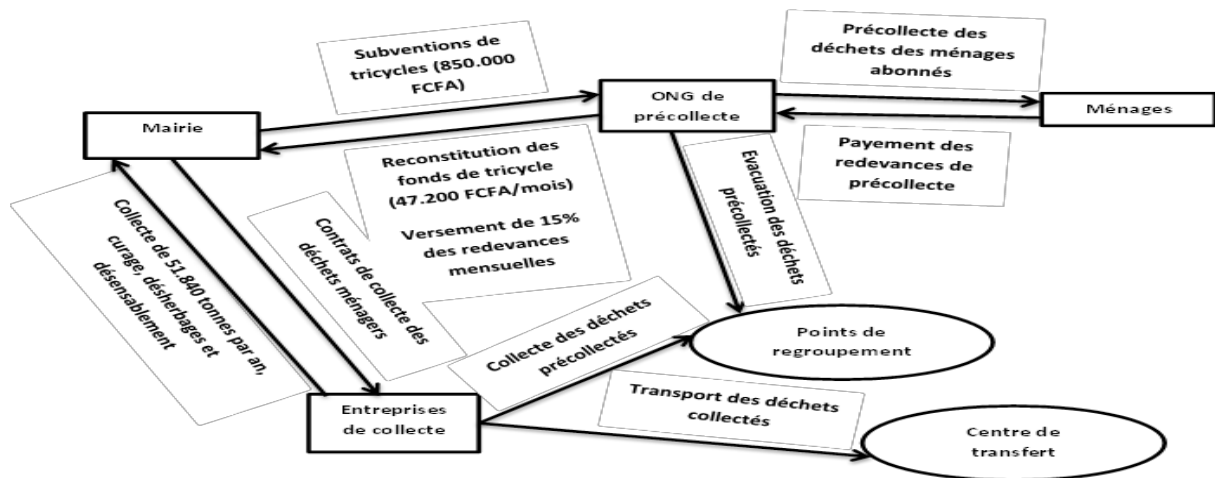 Subventions de
tricycles (850.000
FCFA)
Précollecte des
déchets des ménages
abonnés
ONG de
précollecte
Ménages
Mairie
Payement des
redevances de
précollecte
Reconstitution des
fonds de tricycle
(47.200 FCFA/mois)
Versement de 15%
des redevances
mensuelles
Evacuation des déchets
précollectés
Collecte de 51.840 tonnes par an,
curage, désherbages et
désensablement
Contrats de collecte des
déchets ménagers
Collecte des déchets
précollectés
Points de
regroupement
Transport des déchets
collectés
Entreprises
de collecte
Centre de
transfert